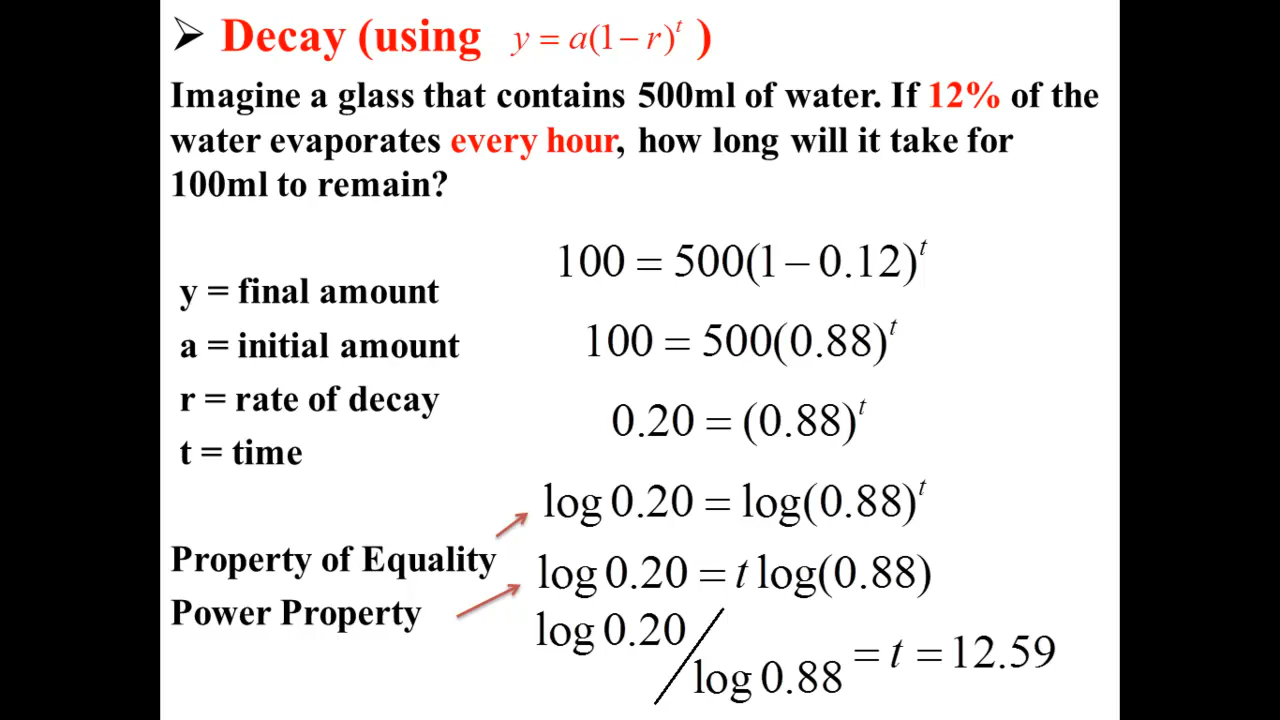 ➢ Decay (using y = a(1 − r)^t )
Imagine a glass that contains 500ml of water. If 12% of the
water evaporates every hour, how long will it take for
100ml to remain?
y = final amount
a = initial amount
r = rate of decay
t = time
Property of Equality
Power Property
100 = 500(1 − 0.12)^t
100 = 500(0.88)^t
0.20 = (0.88)^t
log 0.20 = log(0.88)^t
log 0.20 = t log(0.88)
log 0.20 / log 0.88 = t = 12.59